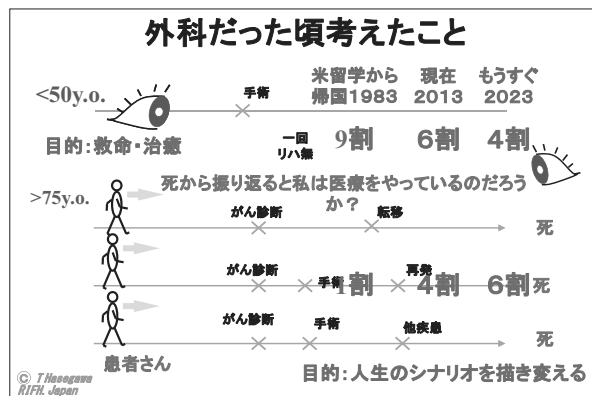 外科だった頃考えたこと
米留学から 現在 もうすぐ
帰国1983 2013 2023
<50y.o.
手術
目的：救命・治癒
一回
リハ無
9割 6割 4割
死から振り返ると私は医療をやっているのだろう
か？
>75y.o.
がん診断 転移
死
がん診断 手術 再発
1割 4割 6割 死
がん診断 手術 他疾患
死
患者さん
目的：人生のシナリオを描き変える
© T Hasegawa
RIFH. Japan